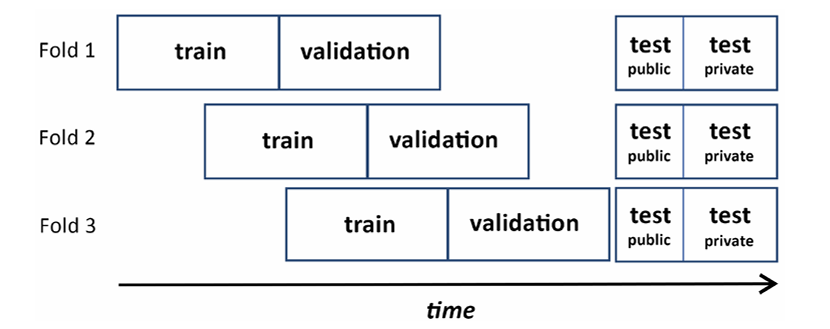 Fold 1 train validation test public test private
Fold 2 train validation test public test private
Fold 3 train validation test public test private
time